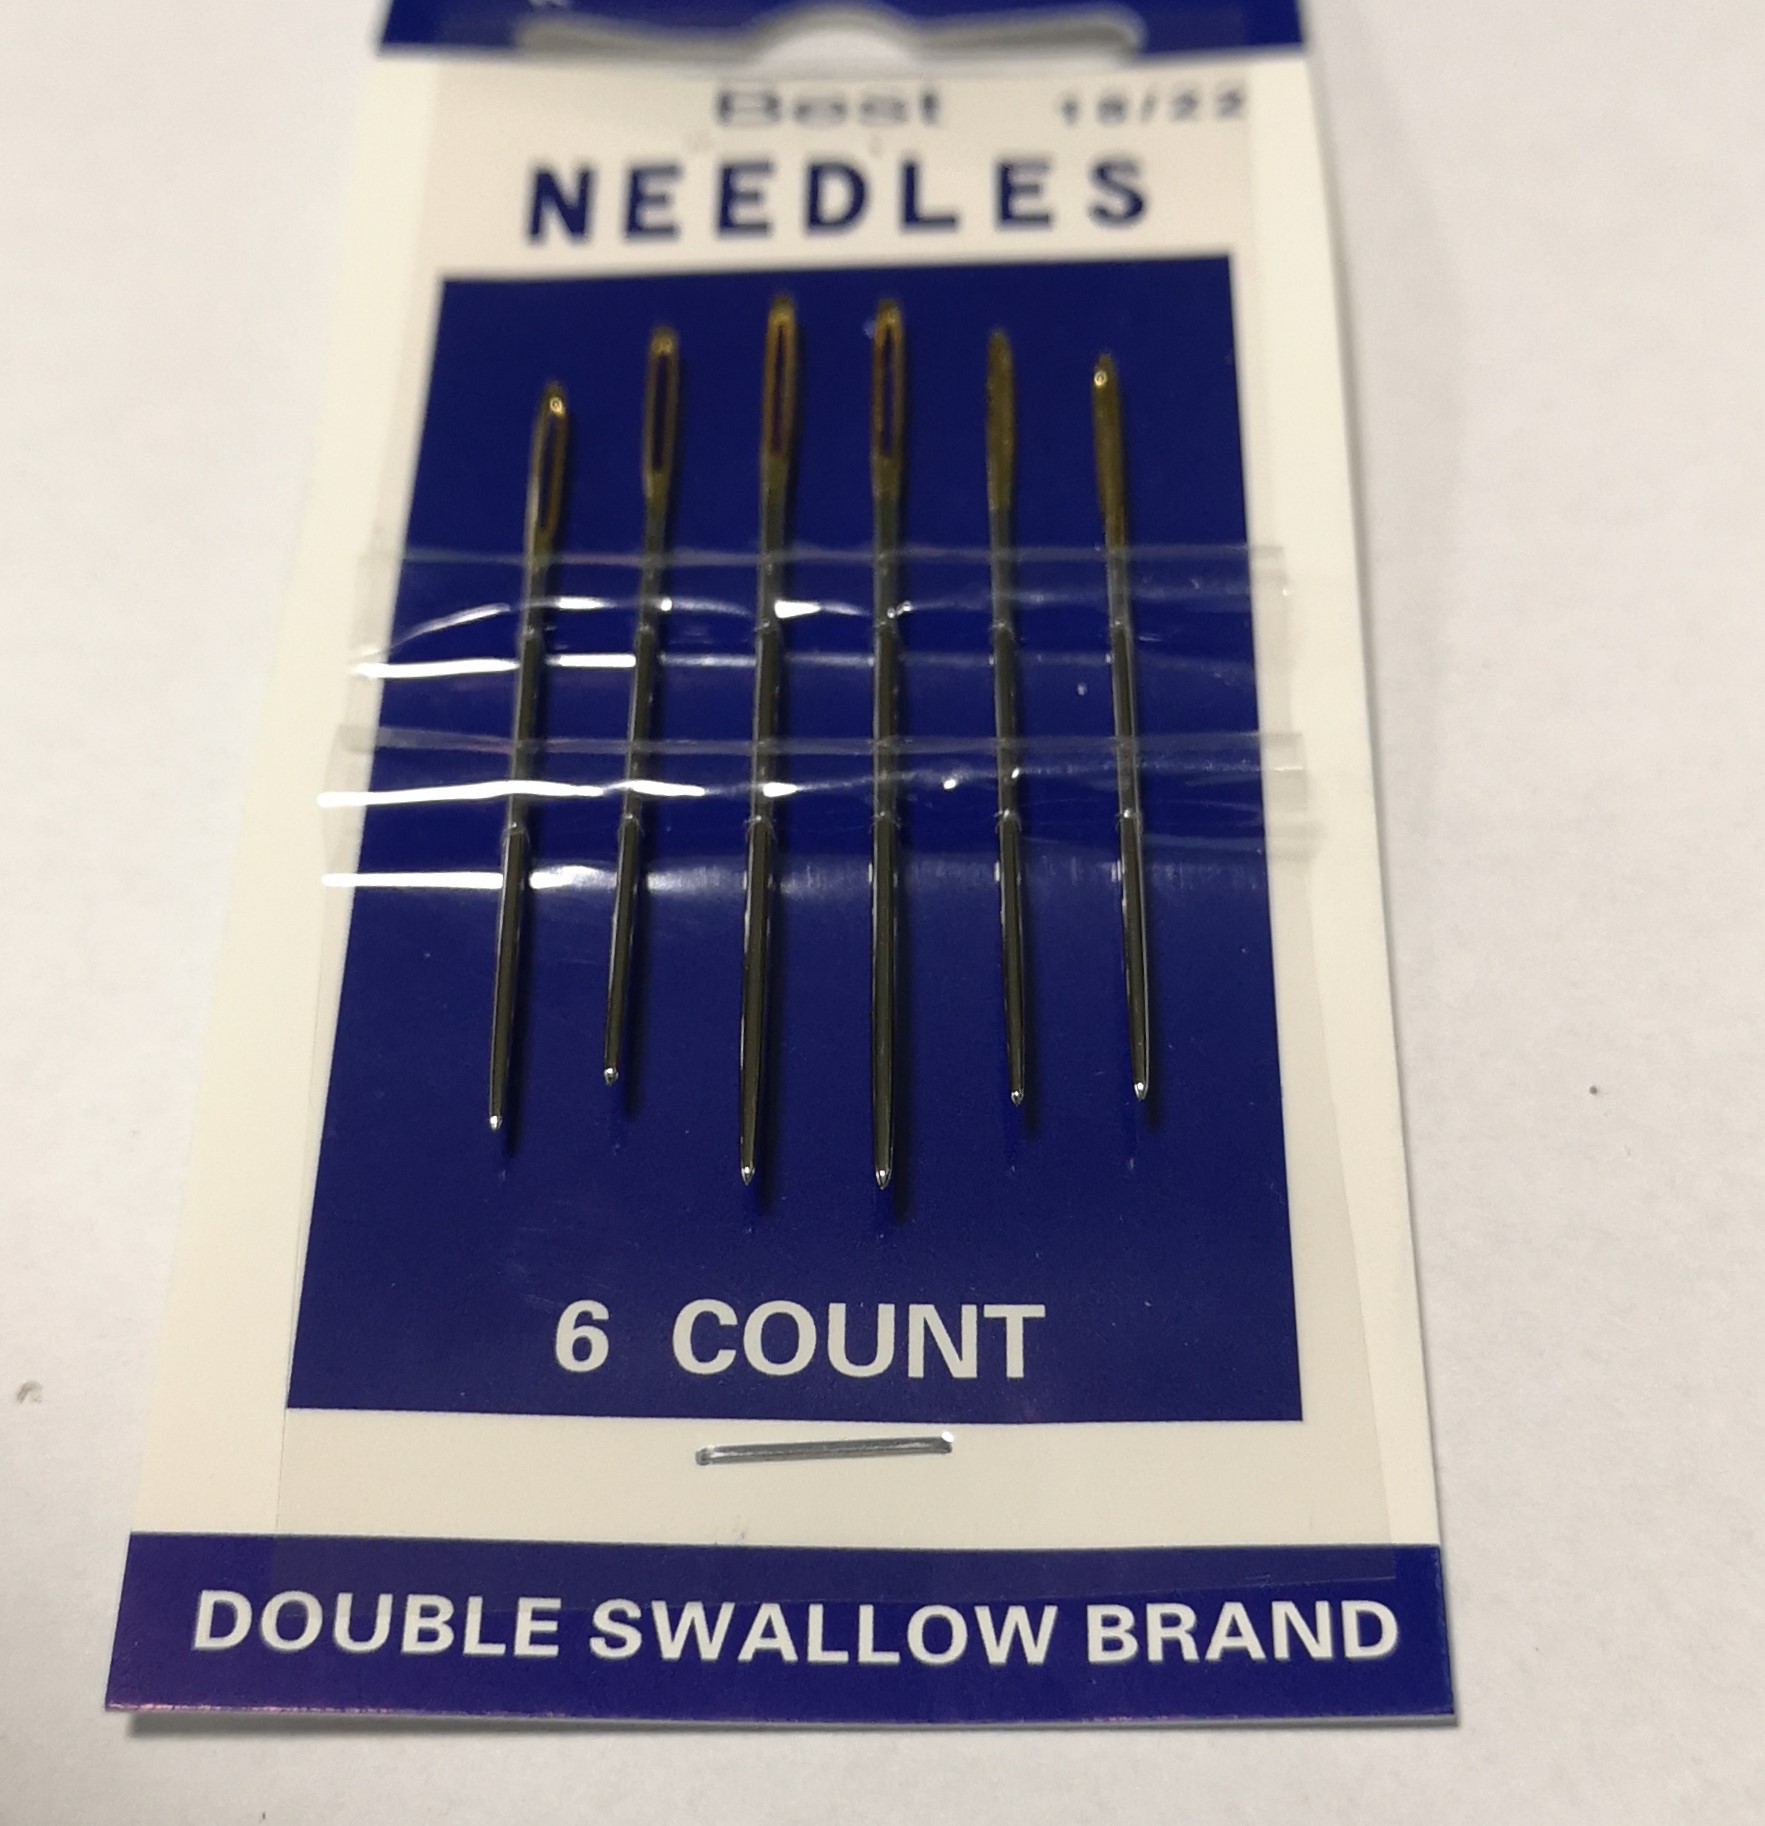 Best 18/22
NEEDLES
6 COUNT
DOUBLE SWALLOW BRAND